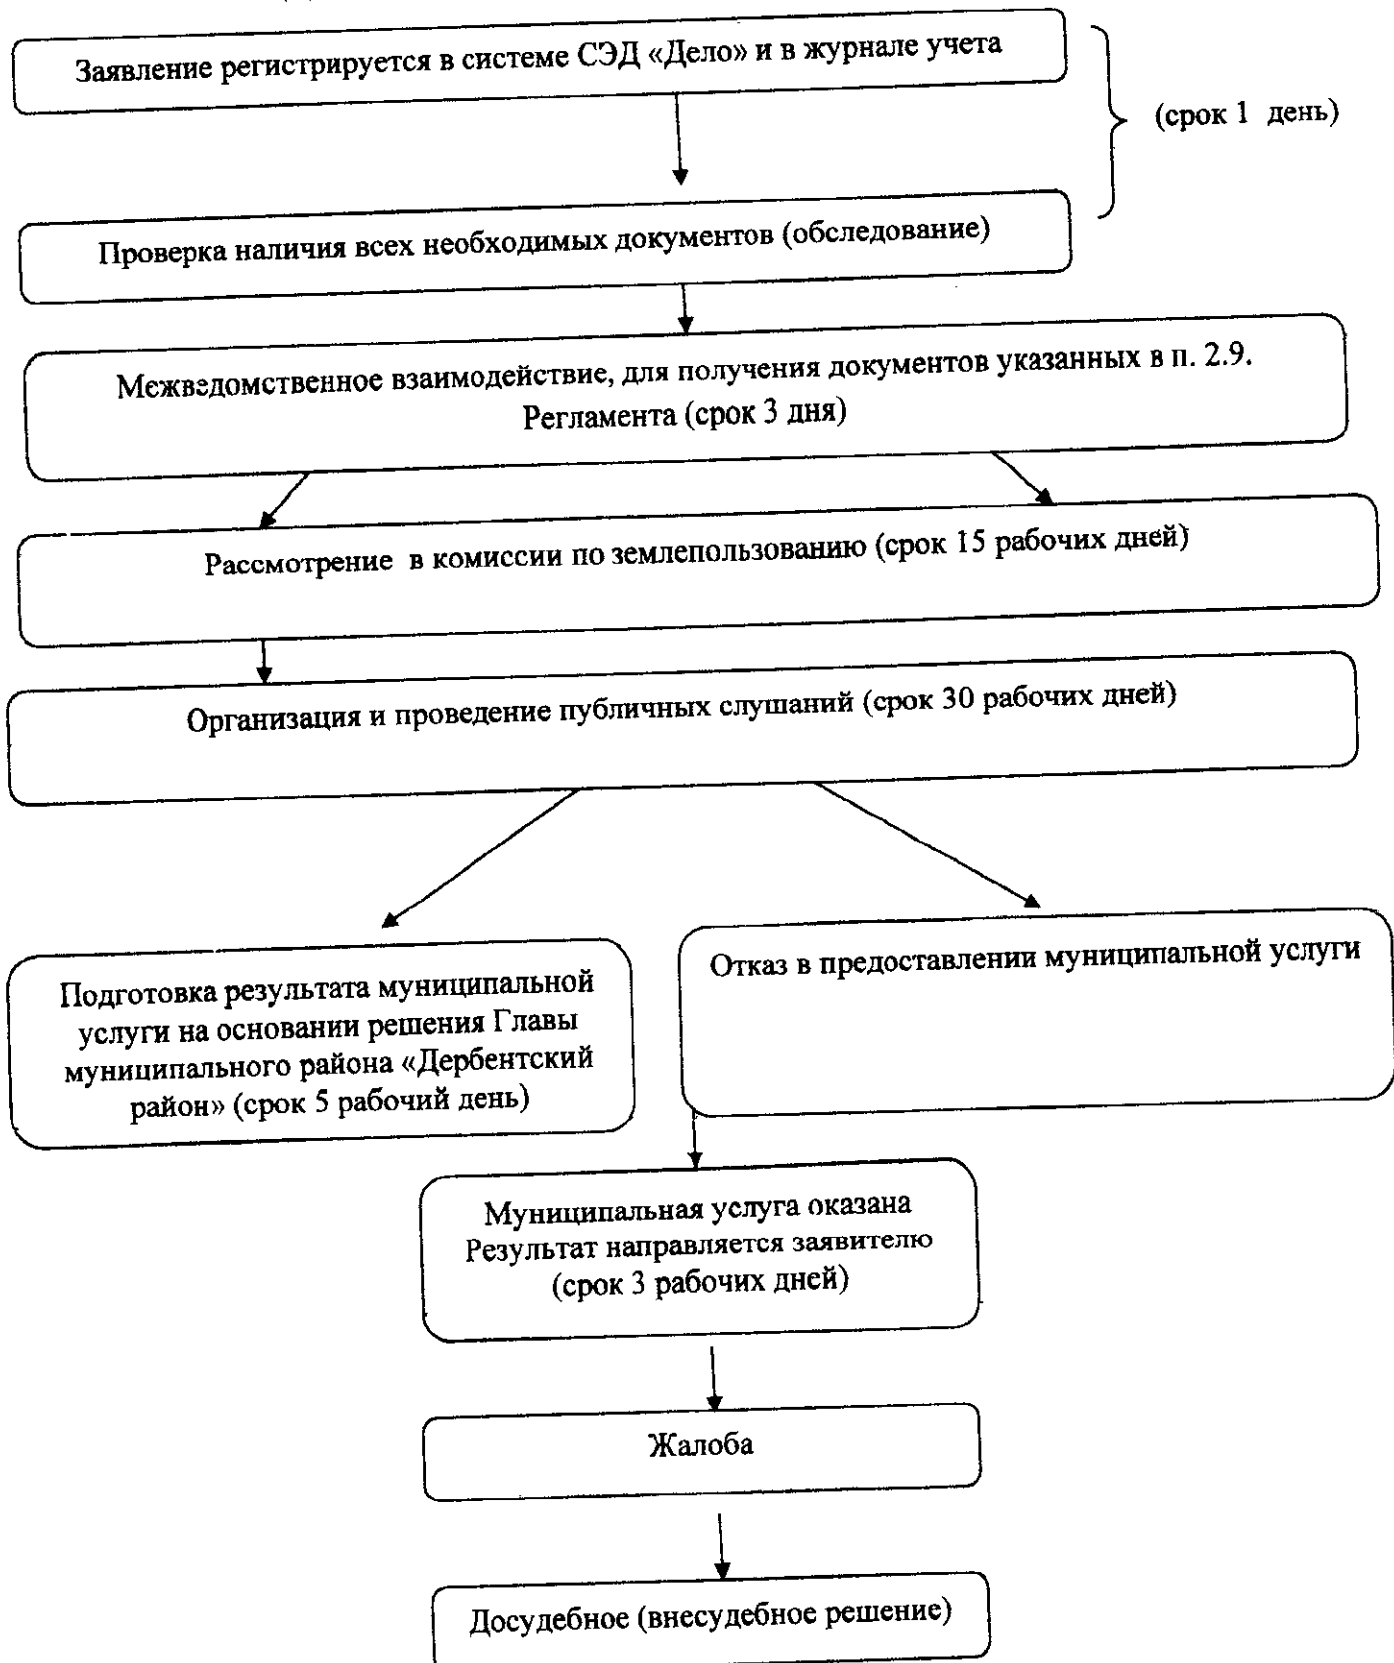 Заявление регистрируется в системе СЭД «Дело» и в журнале учета
(срок 1 день)
Проверка наличия всех необходимых документов (обследование)
Межведомственное взаимодействие, для получения документов указанных в п. 2.9.
Регламента (срок 3 дня)
Рассмотрение в комиссии по землепользованию (срок 15 рабочих дней)
Организация и проведение публичных слушаний (срок 30 рабочих дней)
Подготовка результата муниципальной
услуги на основании решения Главы
муниципального района «Дербентский
район» (срок 5 рабочий день)
Отказ в предоставлении муниципальной услуги
Муниципальная услуга оказана
Результат направляется заявителю
(срок 3 рабочих дней)
Жалоба
Досудебное (внесудебное решение)